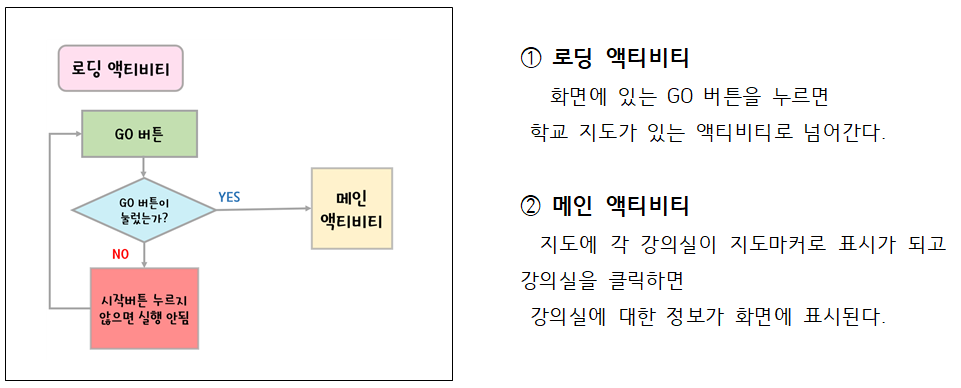 로딩 액티비티
GO 버튼
GO 버튼이
눌렀는가?
YES
메인
액티비티
NO
시작버튼 누르지
않으면 실행 안됨
① 로딩 액티비티
화면에 있는 GO 버튼을 누르면
학교 지도가 있는 액티비티로 넘어간다.
② 메인 액티비티
지도에 각 강의실이 지도마커로 표시가 되고
강의실을 클릭하면
강의실에 대한 정보가 화면에 표시된다.